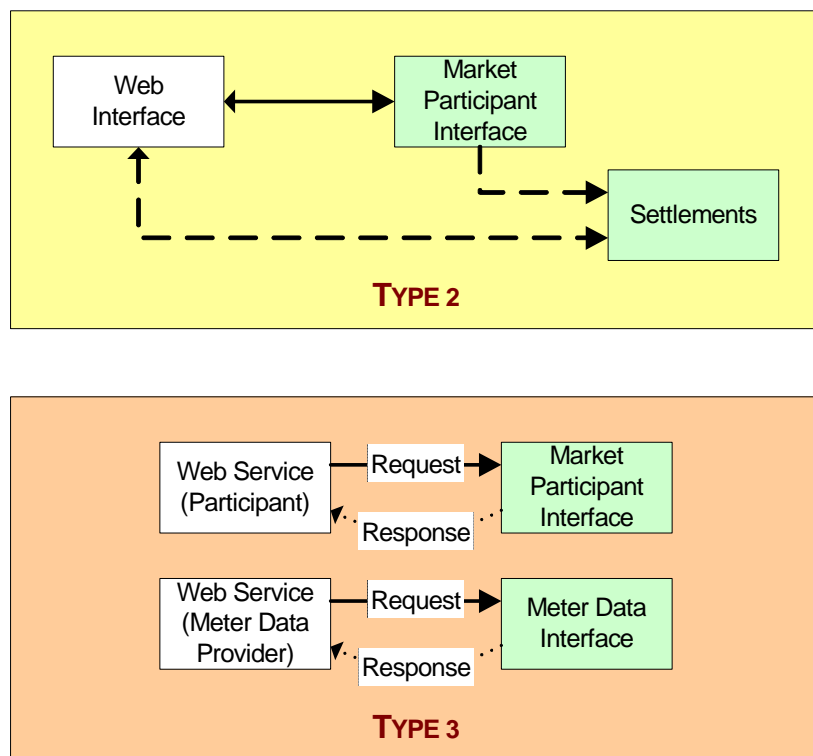 Web
Interface
Market
Participant
Interface
Settlements
TYPE 2
Web Service
(Participant)
Request
Response
Market
Participant
Interface
Web Service
(Meter Data
Provider)
Request
Response
Meter Data
Interface
TYPE 3